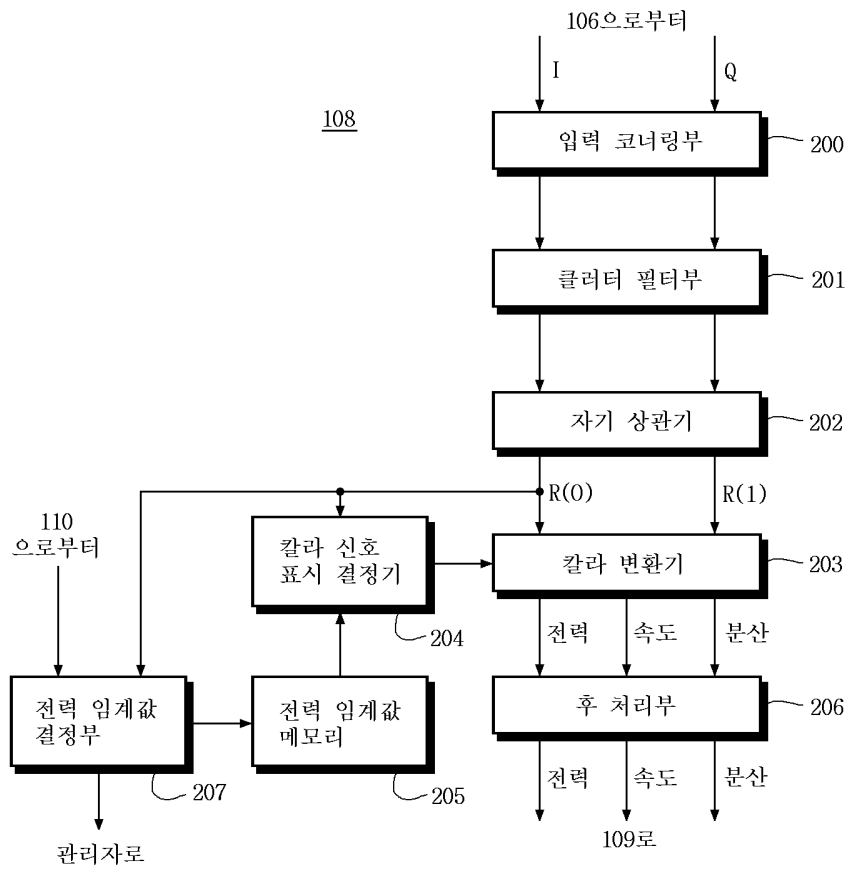 106으로부터
I
Q
108
입력 코너링부
200
클러터 필터부
201
자기 상관기
202
R(0)
R(1)
110
으로부터
칼라 신호
표시 결정기
204
칼라 변환기
203
전력
속도
분산
전력 임계값
결정부
207
전력 임계값
메모리
205
후 처리부
206
전력
속도
분산
관리자로
109로